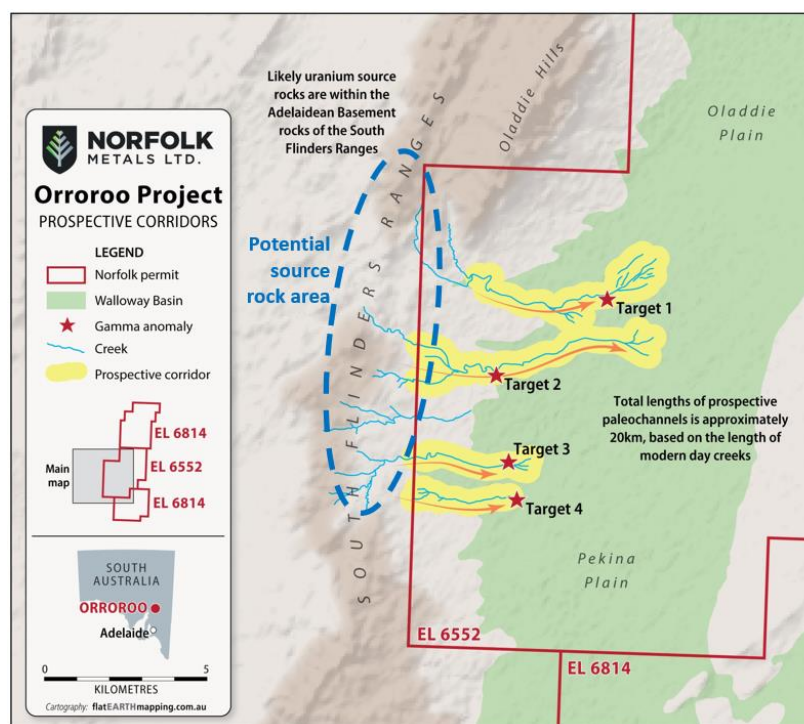 NORFOLK
METALS LTD.
Orroroo Project
PROSPECTIVE CORRIDORS
LEGEND
Norfolk permit
Walloway Basin
Gamma anomaly
Creek
Prospective corridor
EL 6814
EL 6552
EL 6814
Main
map
SOUTH
AUSTRALIA
ORROROO
Adelaide
0 5
KILOMETRES
Cartography: flatEARTHmapping.com.au
Likely uranium source
rocks are within the
Adelaidean Basement
rocks of the South
Flinders Ranges
Oladdie Hills
Oladdie
Plain
SOUTH FLINDERS RANGES
Potential
source
rock area
Target 1
Target 2
Total lengths of prospective
paleochannels is approximately
20km, based on the length of
modern day creeks
Target 3
Target 4
Pekina
Plain
EL 6552
EL 6814